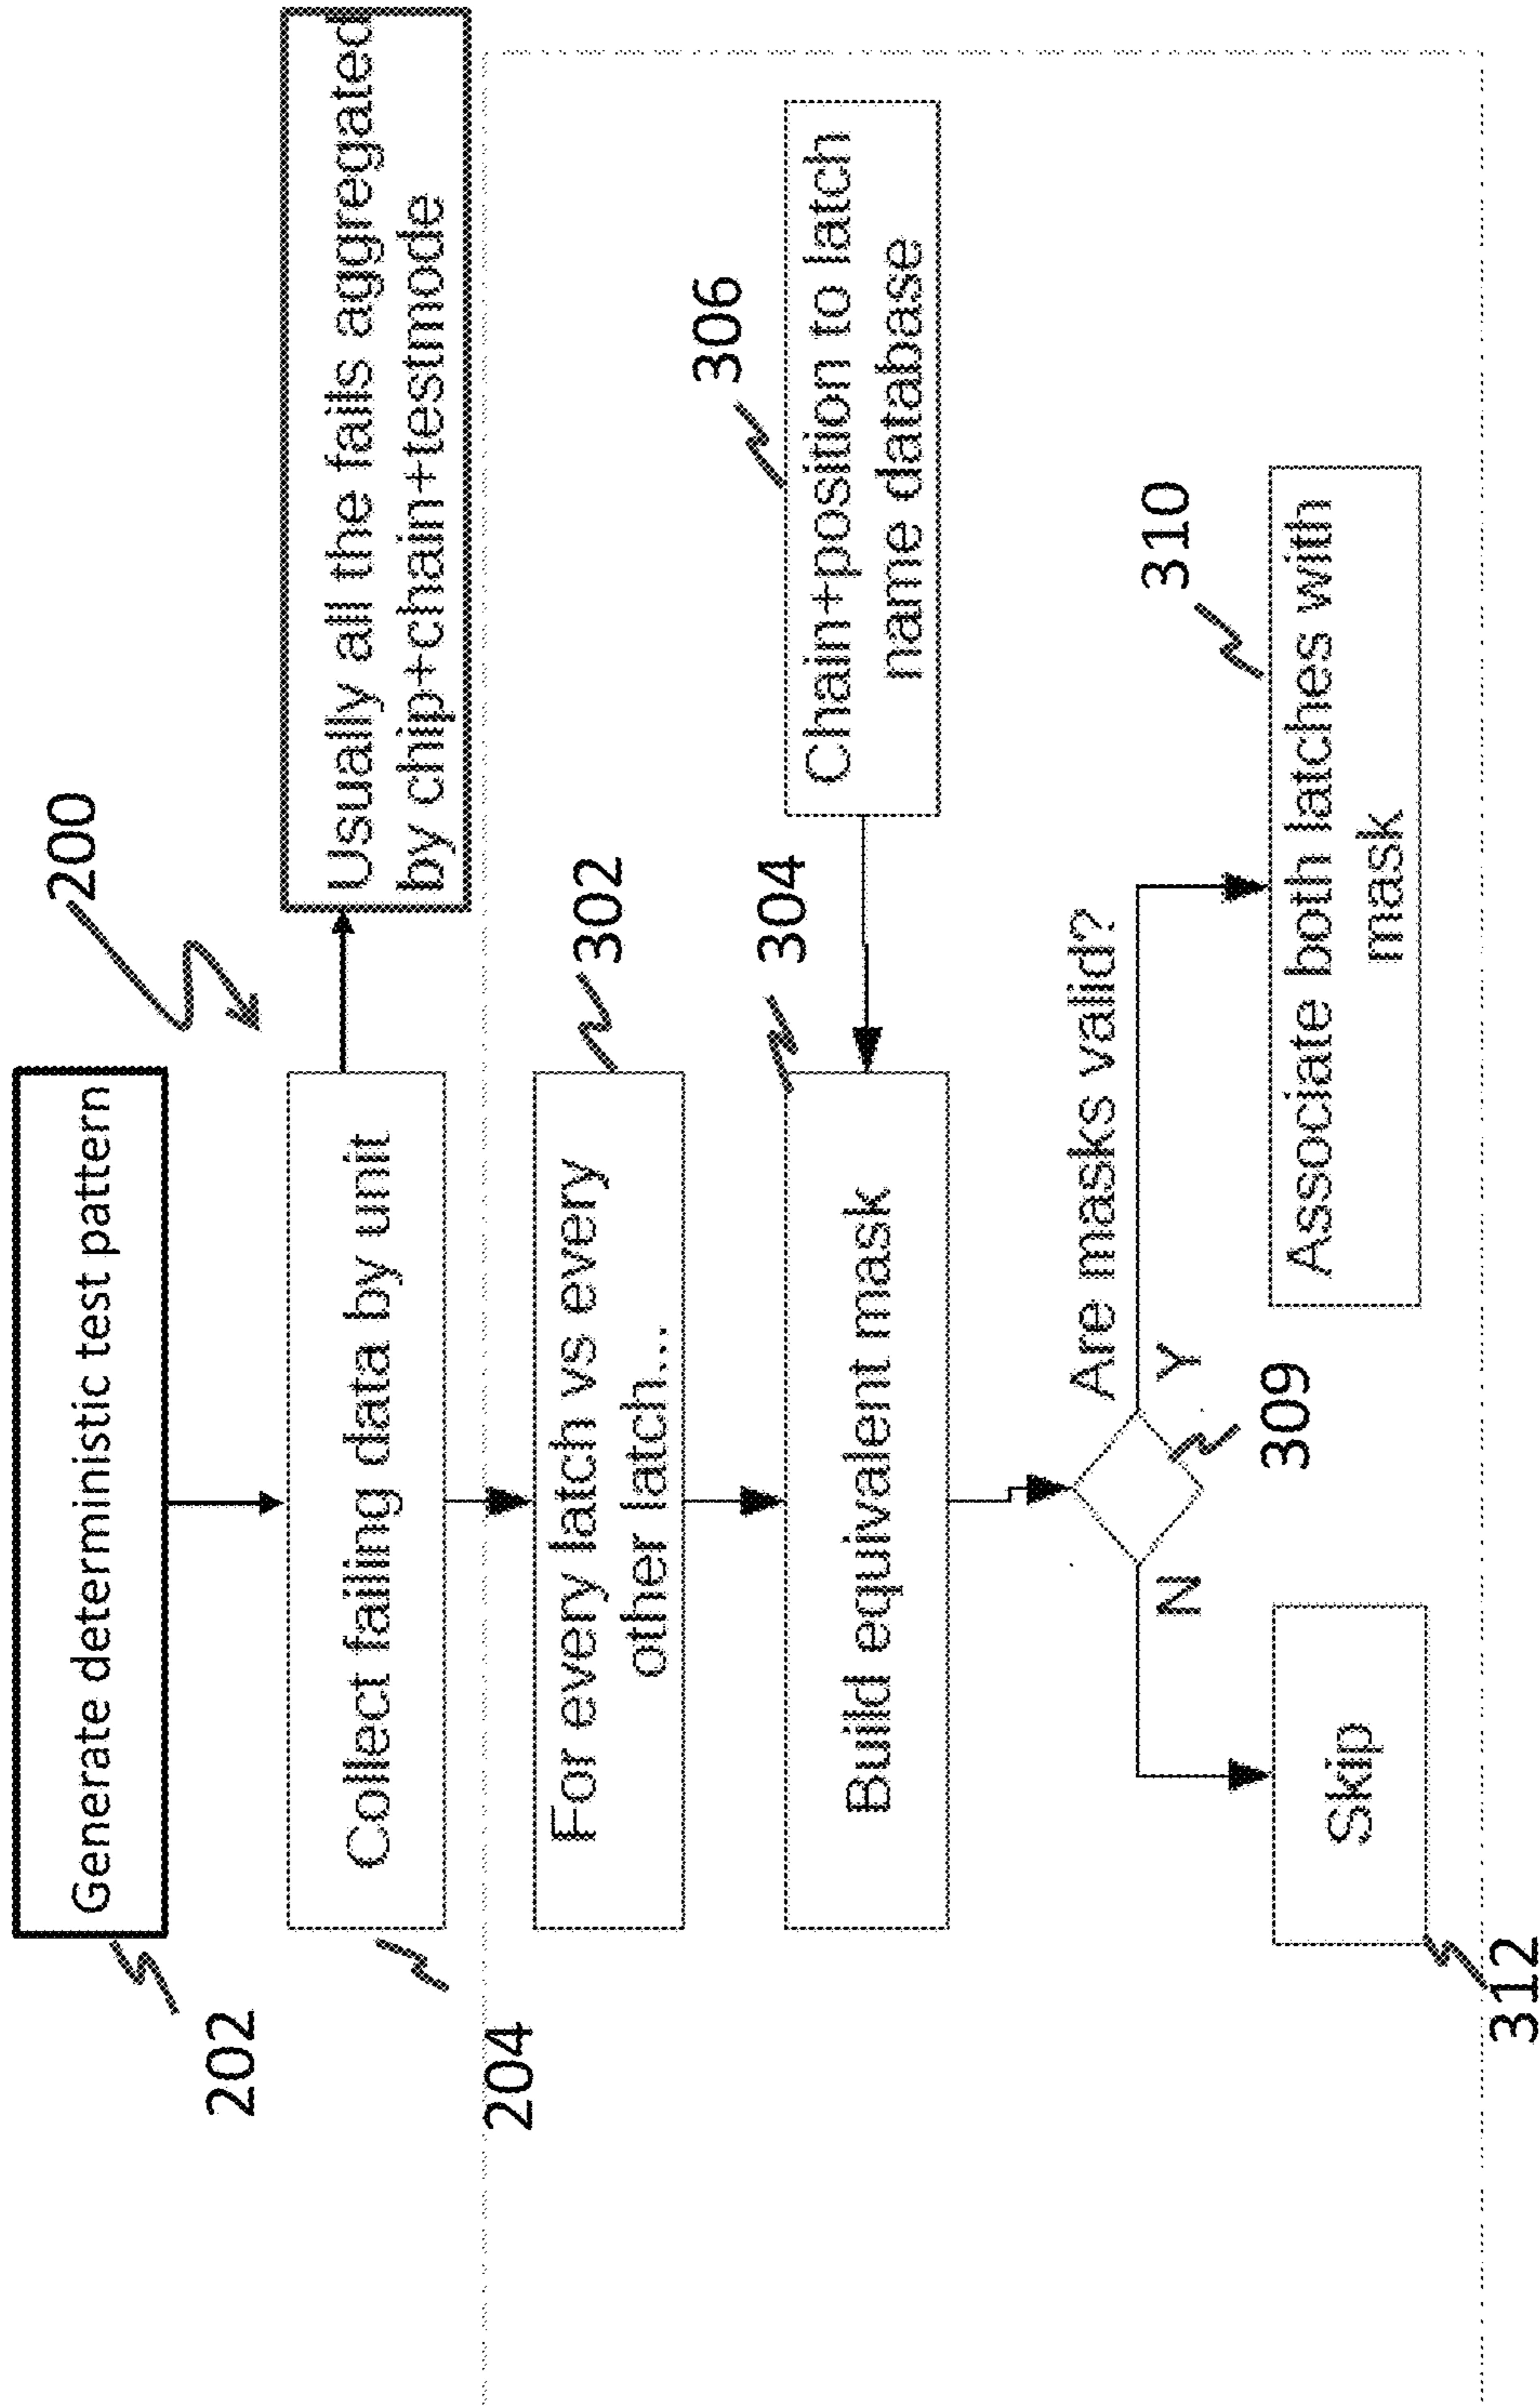 200
202
Generate deterministic test pattern
204
Collect failing data by unit
Usually all the fails aggregated
by chip+chain+testmode
302
For every latch vs every
other latch...
304
Build equivalent mask
306
Chain+position to latch
name database
Are masks valid?
N
Y
309
310
Associate both latches with
mask
Skip
312